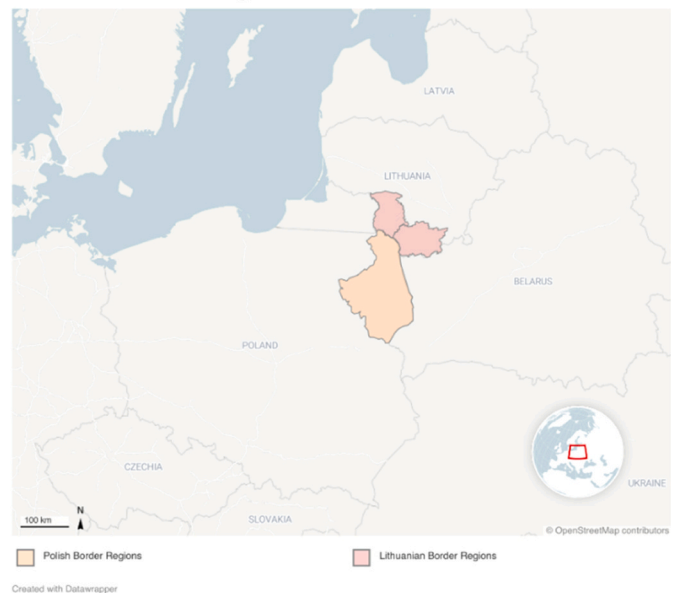 LATVIA
LITHUANIA
BELARUS
POLAND
CZECHIA
SLOVAKIA
UKRAINE
N
100 km
© OpenStreetMap contributors
Polish Border Regions
Lithuanian Border Regions
Created with Datawrapper